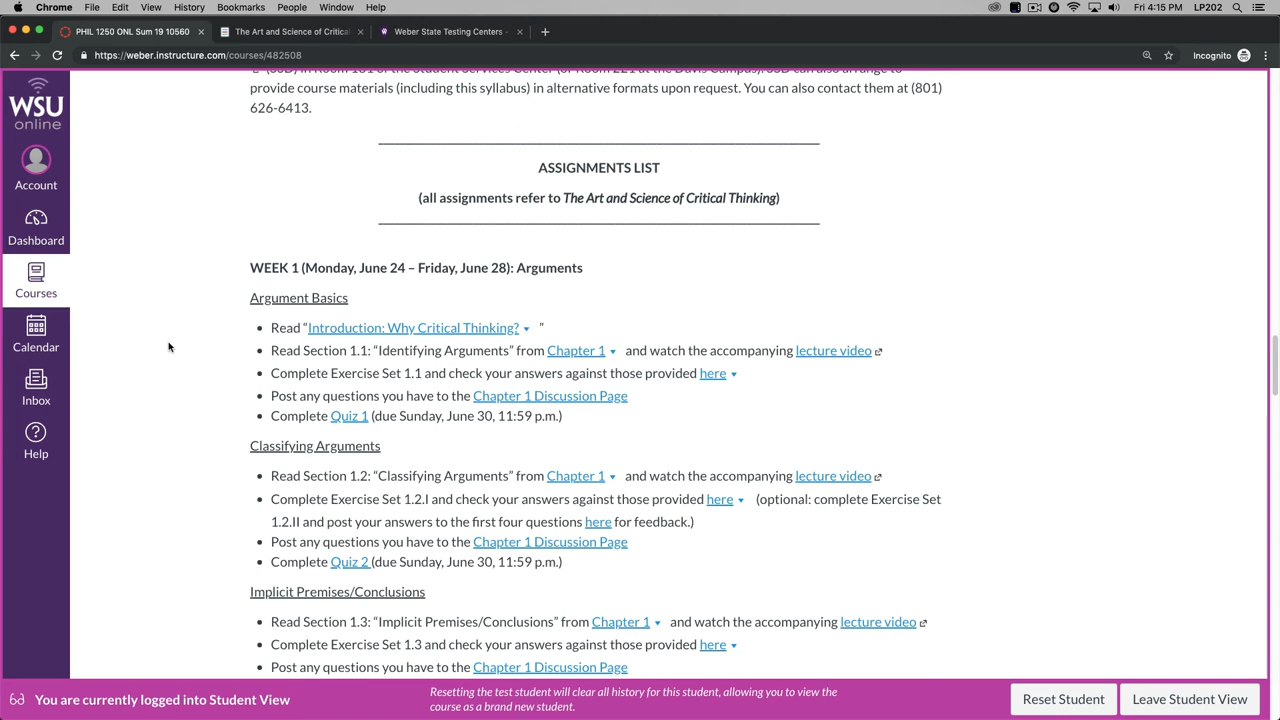 Chrome File Edit View History Bookmarks People Window Help Fri 4:15 PM LP202
PHIL 1250 ONL Sum 19 10560 × The Art and Science of Critical × Weber State Testing Centers - × +
https://weber.instructure.com/courses/482508 Incognito
provide course materials (including this syllabus) in alternative formats upon request. You can also contact them at (801)
626-6413.
ASSIGNMENTS LIST
(all assignments refer to The Art and Science of Critical Thinking)
WEEK 1 (Monday, June 24 – Friday, June 28): Arguments
Argument Basics
• Read “Introduction: Why Critical Thinking? ”
• Read Section 1.1: “Identifying Arguments” from Chapter 1 and watch the accompanying lecture video
• Complete Exercise Set 1.1 and check your answers against those provided here
• Post any questions you have to the Chapter 1 Discussion Page
• Complete Quiz 1 (due Sunday, June 30, 11:59 p.m.)
Classifying Arguments
• Read Section 1.2: “Classifying Arguments” from Chapter 1 and watch the accompanying lecture video
• Complete Exercise Set 1.2.I and check your answers against those provided here (optional: complete Exercise Set
1.2.II and post your answers to the first four questions here for feedback.)
• Post any questions you have to the Chapter 1 Discussion Page
• Complete Quiz 2 (due Sunday, June 30, 11:59 p.m.)
Implicit Premises/Conclusions
• Read Section 1.3: “Implicit Premises/Conclusions” from Chapter 1 and watch the accompanying lecture video
• Complete Exercise Set 1.3 and check your answers against those provided here
• Post any questions you have to the Chapter 1 Discussion Page
WSU
online
Account
Dashboard
Courses
Calendar
Inbox
Help
You are currently logged into Student View
Resetting the test student will clear all history for this student, allowing you to view the
course as a brand new student.
Reset Student
Leave Student View